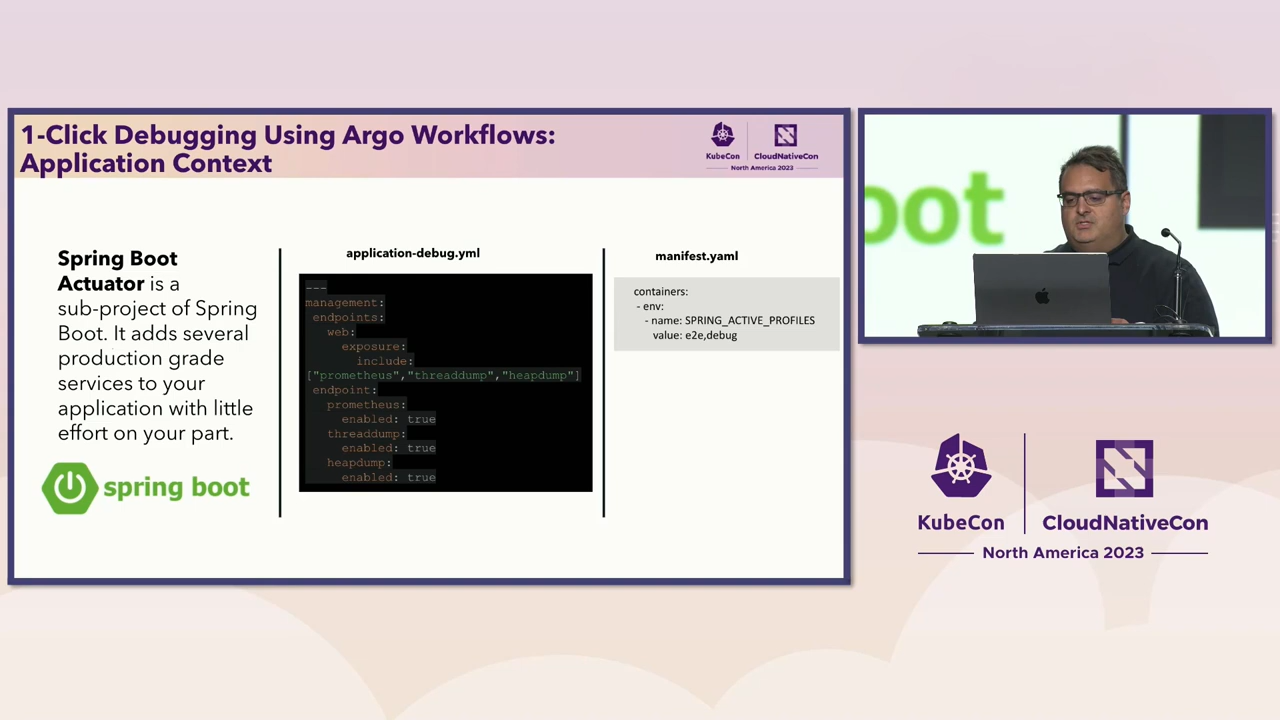 1-Click Debugging Using Argo Workflows:
Application Context
KubeCon
CloudNativeCon
North America 2023
Spring Boot
Actuator is a
sub-project of Spring
Boot. It adds several
production grade
services to your
application with little
effort on your part.
spring boot
application-debug.yml
---
management:
endpoints:
web:
exposure:
include:
["prometheus","threaddump","heapdump"]
endpoint:
prometheus:
enabled: true
threaddump:
enabled: true
heapdump:
enabled: true
manifest.yaml
containers:
- env:
- name: SPRING_ACTIVE_PROFILES
value: e2e,debug
oot
KubeCon
CloudNativeCon
North America 2023